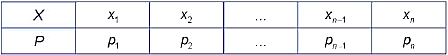 X x₁ x₂ ... xₙ₋₁ xₙ
P p₁ p₂ ... pₙ₋₁ pₙ